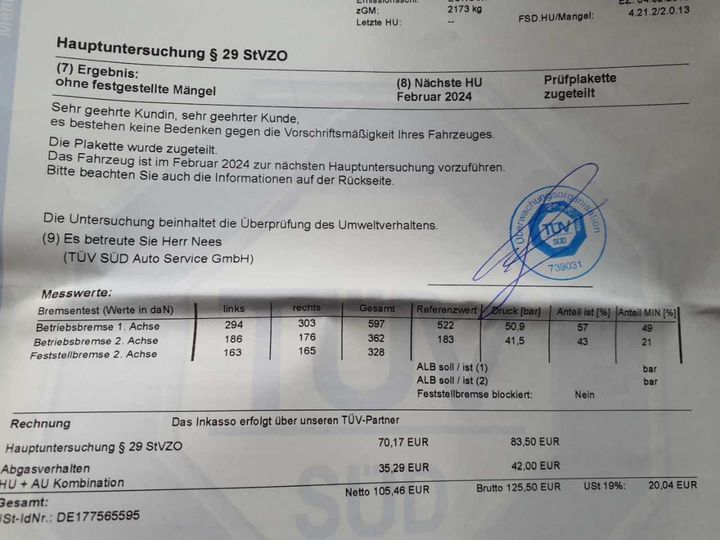 zGM: 2173 kg
Letzte HU: --
FSD.HU/Mangel: 4.21.2/2.0.13
Hauptuntersuchung § 29 StVZO
(7) Ergebnis: (8) Nächste HU Prüfplakette
ohne festgestellte Mängel Februar 2024 zugeteilt
Sehr geehrte Kundin, sehr geehrter Kunde,
es bestehen keine Bedenken gegen die Vorschriftsmäßigkeit Ihres Fahrzeuges.
Die Plakette wurde zugeteilt.
Das Fahrzeug ist im Februar 2024 zur nächsten Hauptuntersuchung vorzuführen.
Bitte beachten Sie auch die Informationen auf der Rückseite.
Überwachungsorganisation
TÜV
SÜD
739031
Die Untersuchung beinhaltet die Überprüfung des Umweltverhaltens.
(9) Es betreute Sie Herr Nees
(TÜV SÜD Auto Service GmbH)
Messwerte:
Bremsentest (Werte in daN) links rechts Gesamt Referenzwert Druck [bar] Anteil ist [%] Anteil MIN [%]
Betriebsbremse 1. Achse 294 303 597 522 50,9 57 49
Betriebsbremse 2. Achse 186 176 362 183 41,5 43 21
Feststellbremse 2. Achse 163 165 328
ALB soll / ist (1) bar
ALB soll / ist (2) bar
Feststellbremse blockiert: Nein
Rechnung Das Inkasso erfolgt über unseren TÜV-Partner
Hauptuntersuchung § 29 StVZO 70,17 EUR 83,50 EUR
Abgasverhalten 35,29 EUR 42,00 EUR
HU + AU Kombination
Gesamt: Netto 105,46 EUR Brutto 125,50 EUR USt 19%: 20,04 EUR
USt-IdNr.: DE177565595
TÜV
SÜD